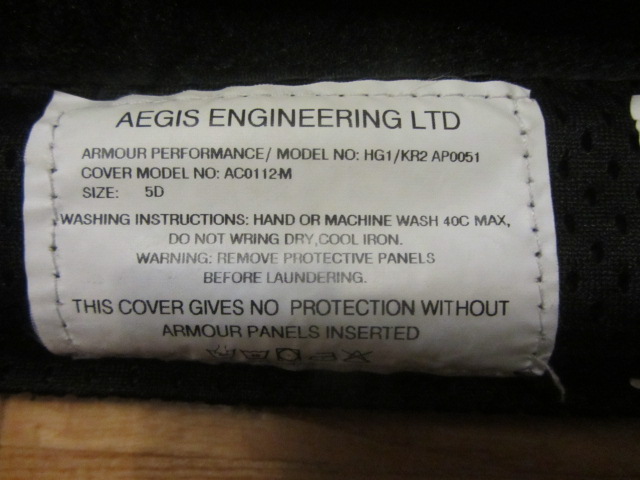 AEGIS ENGINEERING LTD
ARMOUR PERFORMANCE/ MODEL NO: HG1/KR2 AP0051
COVER MODEL NO: AC0112-M
SIZE: 5D
WASHING INSTRUCTIONS: HAND OR MACHINE WASH 40C MAX,
DO NOT WRING DRY,COOL IRON.
WARNING: REMOVE PROTECTIVE PANELS
BEFORE LAUNDERING.
THIS COVER GIVES NO PROTECTION WITHOUT
ARMOUR PANELS INSERTED